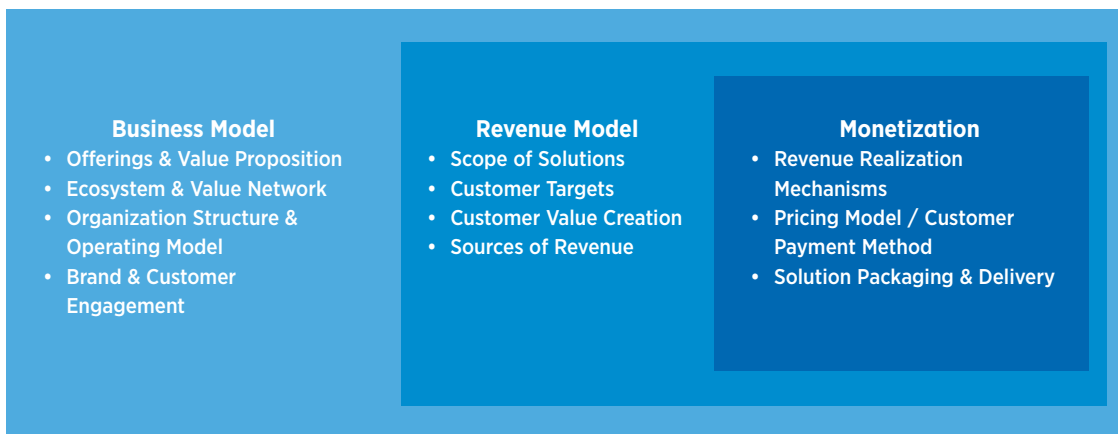 Business Model
• Offerings & Value Proposition
• Ecosystem & Value Network
• Organization Structure &
Operating Model
• Brand & Customer
Engagement
Revenue Model
• Scope of Solutions
• Customer Targets
• Customer Value Creation
• Sources of Revenue
Monetization
• Revenue Realization
Mechanisms
• Pricing Model / Customer
Payment Method
• Solution Packaging & Delivery